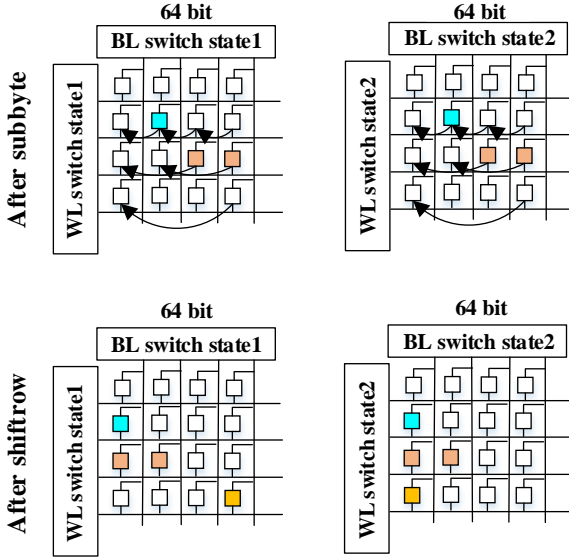 64 bit
BL switch state1
WL switch state1
After subbyte
64 bit
BL switch state2
WL switch state2
64 bit
BL switch state1
WL switch state1
After shiftrow
64 bit
BL switch state2
WL switch state2